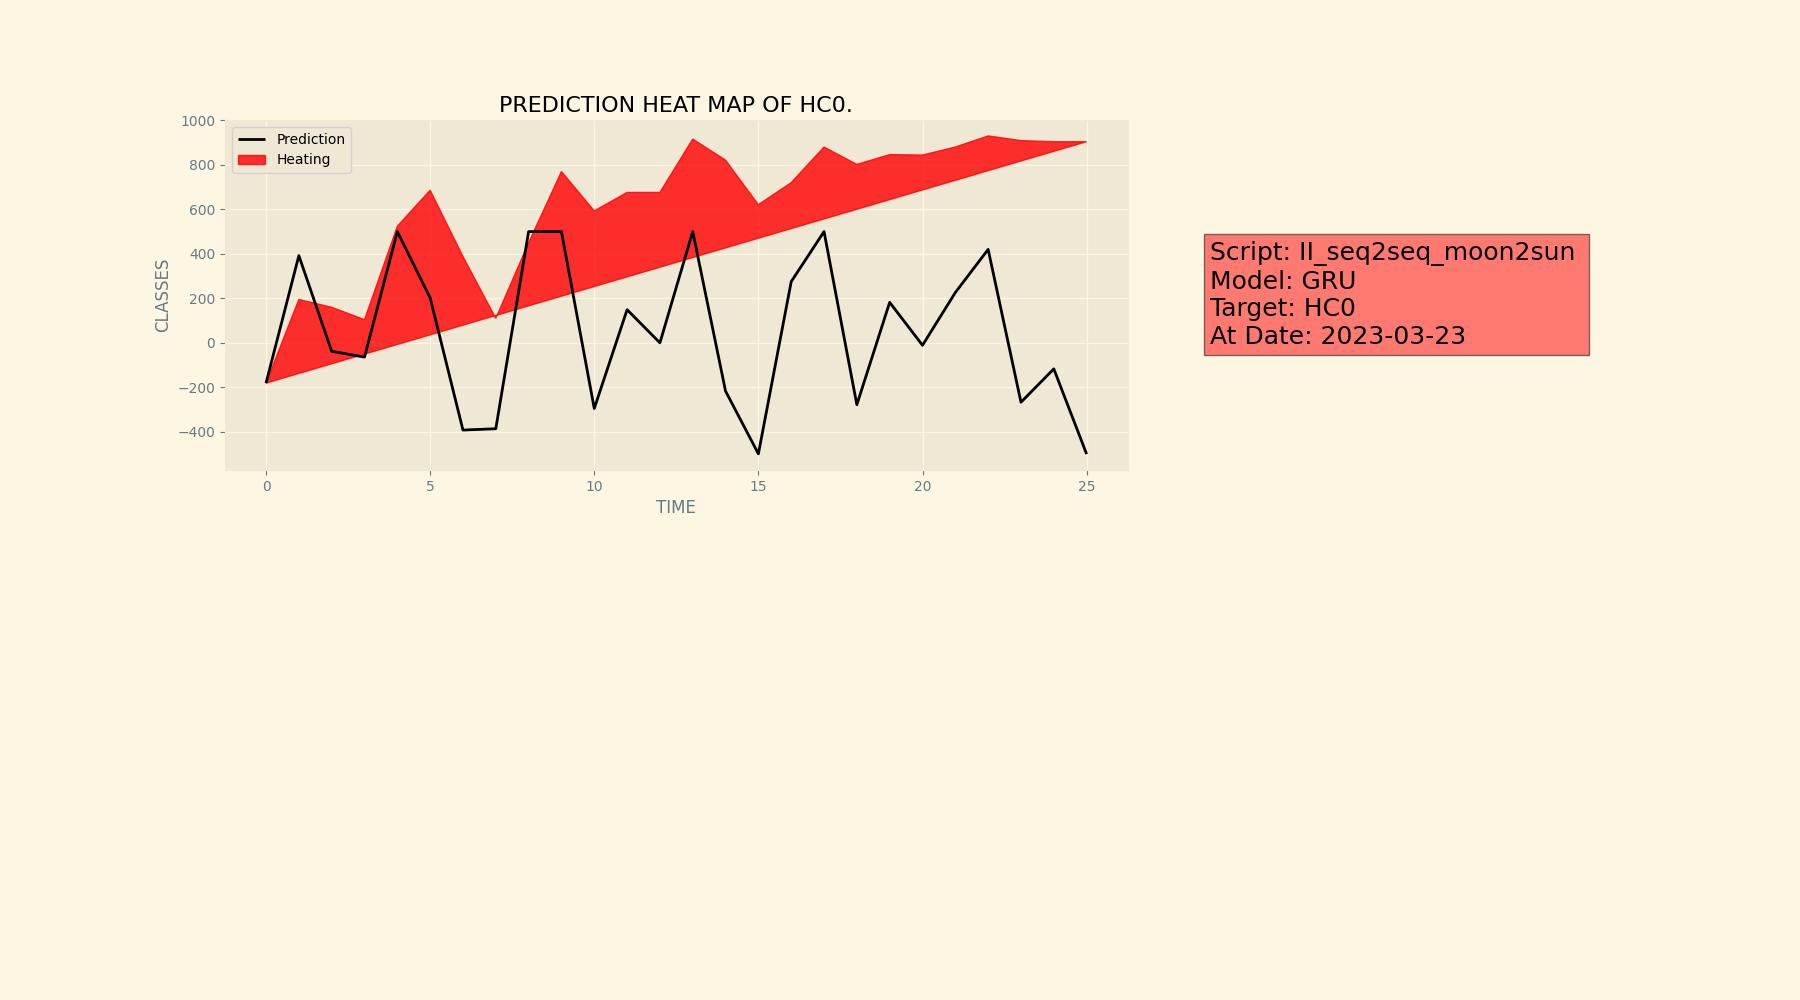 PREDICTION HEAT MAP OF HC0.
1000
800
600
400
200
0
−200
−400
CLASSES
Prediction
Heating
0 5 10 15 20 25
TIME
Script: II_seq2seq_moon2sun
Model: GRU
Target: HC0
At Date: 2023-03-23